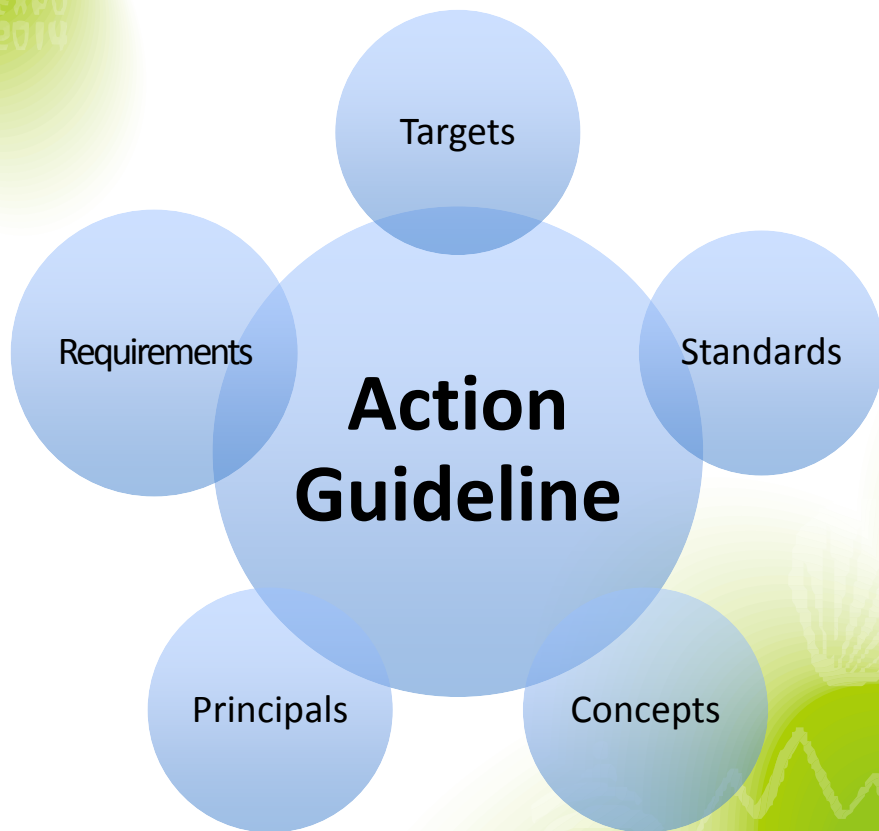 Targets
Requirements
Standards
Action
Guideline
Principals
Concepts